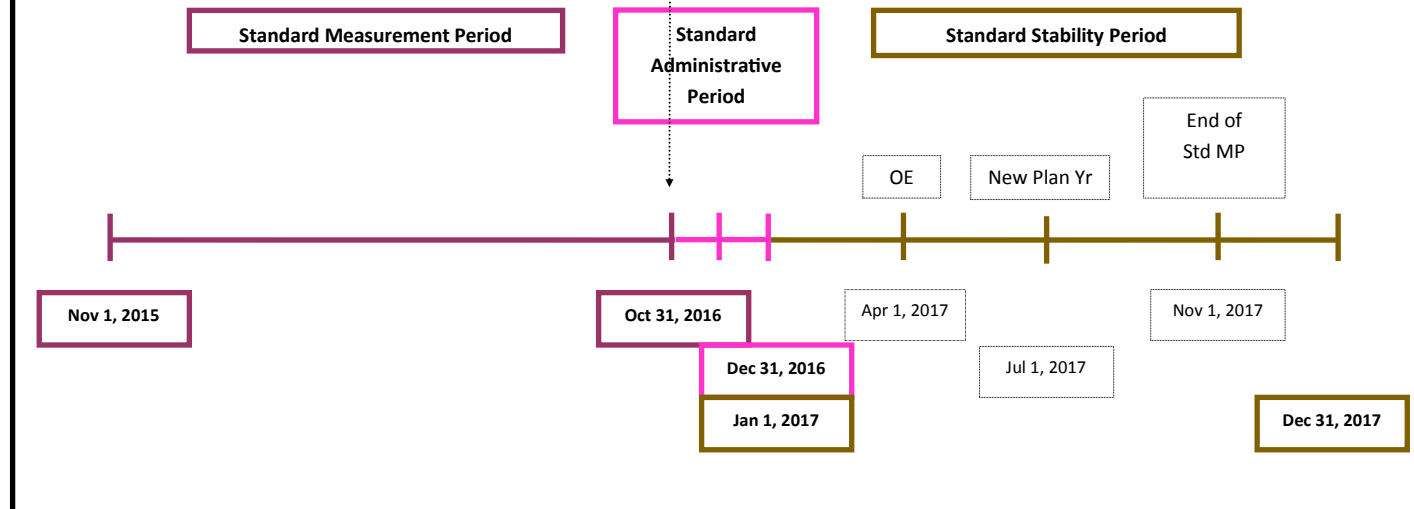 Standard Measurement Period
Standard
Administrative
Period
Standard Stability Period
End of
Std MP
OE
New Plan Yr
Nov 1, 2015
Oct 31, 2016
Apr 1, 2017
Nov 1, 2017
Dec 31, 2016
Jul 1, 2017
Jan 1, 2017
Dec 31, 2017